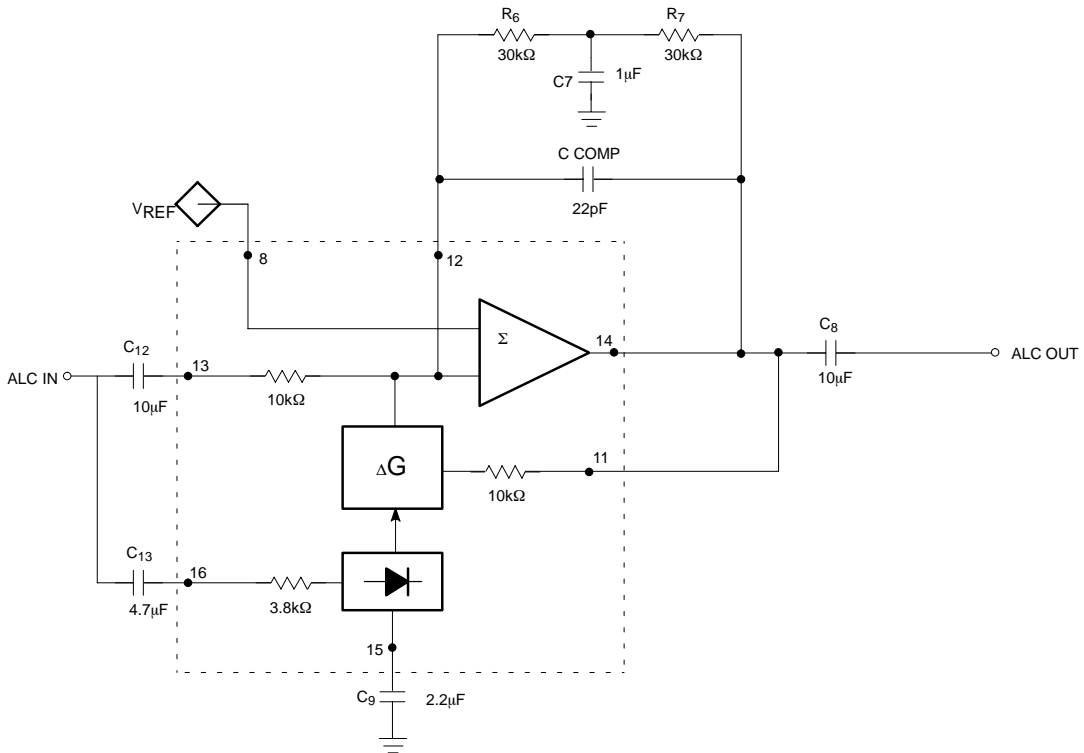 R6
R7
30kΩ
30kΩ
C7
1µF
C COMP
22pF
VREF
8
12
Σ
14
C8
10µF
ALC OUT
C12
13
ALC IN
10µF
10kΩ
ΔG
11
10kΩ
C13
16
4.7µF
3.8kΩ
15
C9
2.2µF